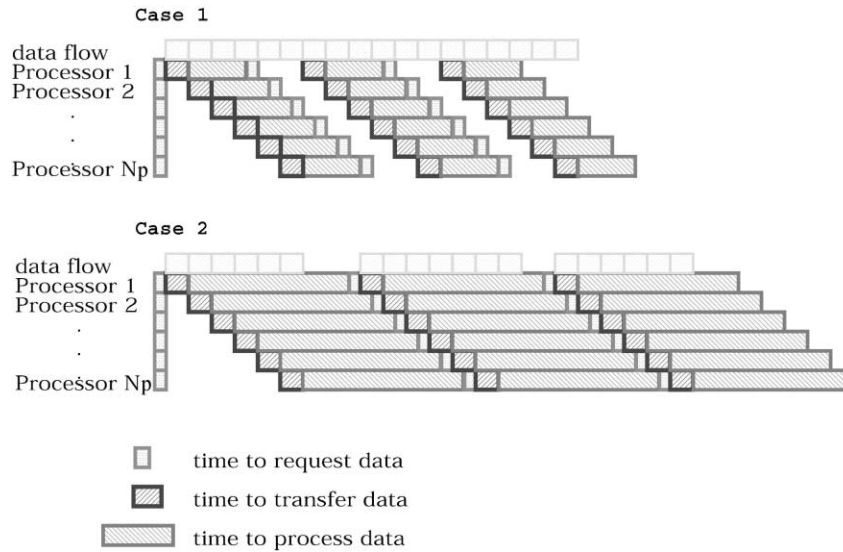 Case 1
data flow
Processor 1
Processor 2
.
.
.
Processor Np
Case 2
data flow
Processor 1
Processor 2
.
.
.
Processor Np
time to request data
time to transfer data
time to process data